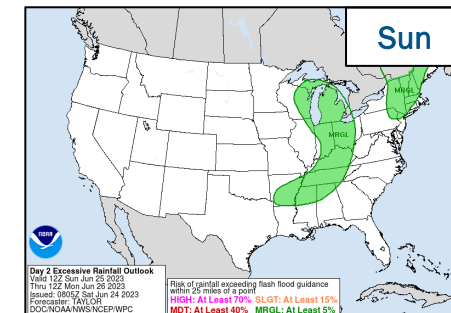 Sun
MRGL
MRGL
NOAA
Day 2 Excessive Rainfall Outlook
Valid 12Z Sun Jun 25 2023
Thru 12Z Mon Jun 26 2023
Issued: 0805Z Sat Jun 24 2023
Forecaster: TAYLOR
DOC/NOAA/NWS/NCEP/WPC
Risk of rainfall exceeding flash flood guidance
within 25 miles of a point
HIGH: At Least 70% SLGT: At Least 15%
MDT: At Least 40% MRGL: At Least 5%